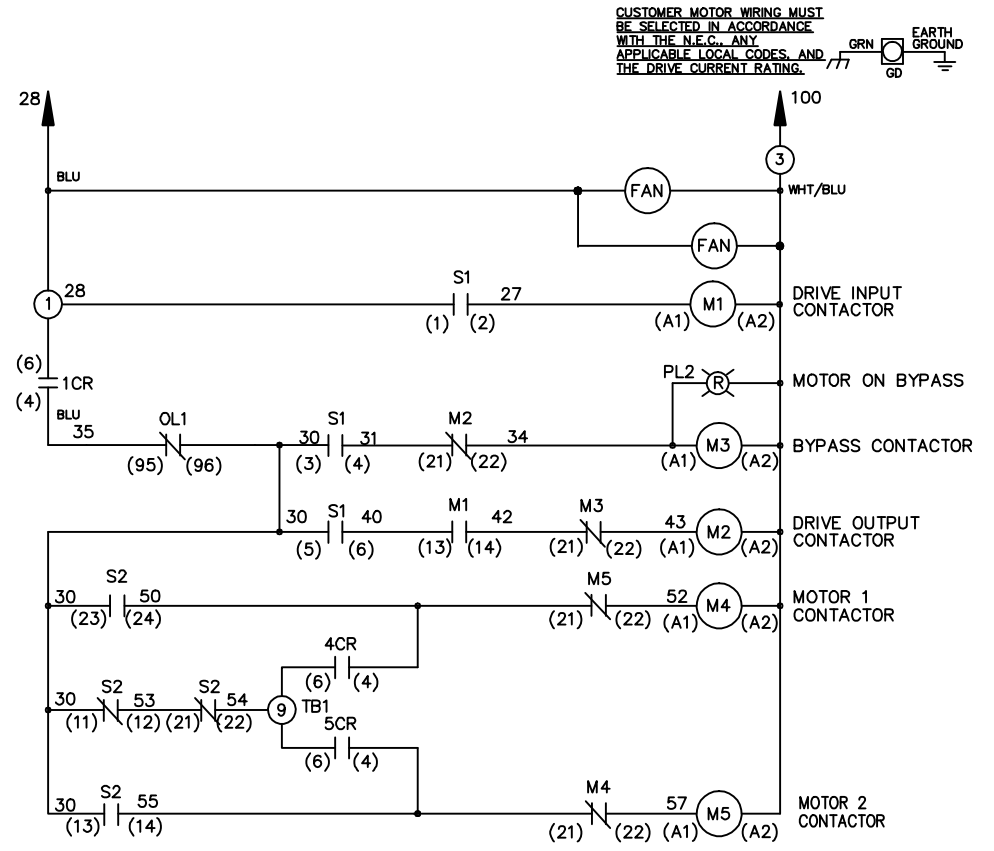 CUSTOMER MOTOR WIRING MUST
BE SELECTED IN ACCORDANCE
WITH THE N.E.C., ANY
APPLICABLE LOCAL CODES, AND
THE DRIVE CURRENT RATING.
GRN
EARTH
GROUND
GD
28
100
3
BLU
FAN
WHT/BLU
FAN
1
28
S1
(1) (2)
27
M1
(A1) (A2)
DRIVE INPUT
CONTACTOR
(6)
1CR
(4)
PL2
R
MOTOR ON BYPASS
BLU
35
OL1
(95) (96)
30
S1
31
(3) (4)
M2
(21) (22)
34
M3
(A1) (A2)
BYPASS CONTACTOR
30
S1
40
(5) (6)
M1
42
(13) (14)
M3
(21) (22)
43
M2
(A1) (A2)
DRIVE OUTPUT
CONTACTOR
30
S2
50
(23) (24)
M5
(21) (22)
52
M4
(A1) (A2)
MOTOR 1
CONTACTOR
4CR
(6) (4)
30
S2
53
(11) (12)
S2
54
(21) (22)
9
TB1
5CR
(6) (4)
30
S2
55
(13) (14)
M4
(21) (22)
57
M5
(A1) (A2)
MOTOR 2
CONTACTOR